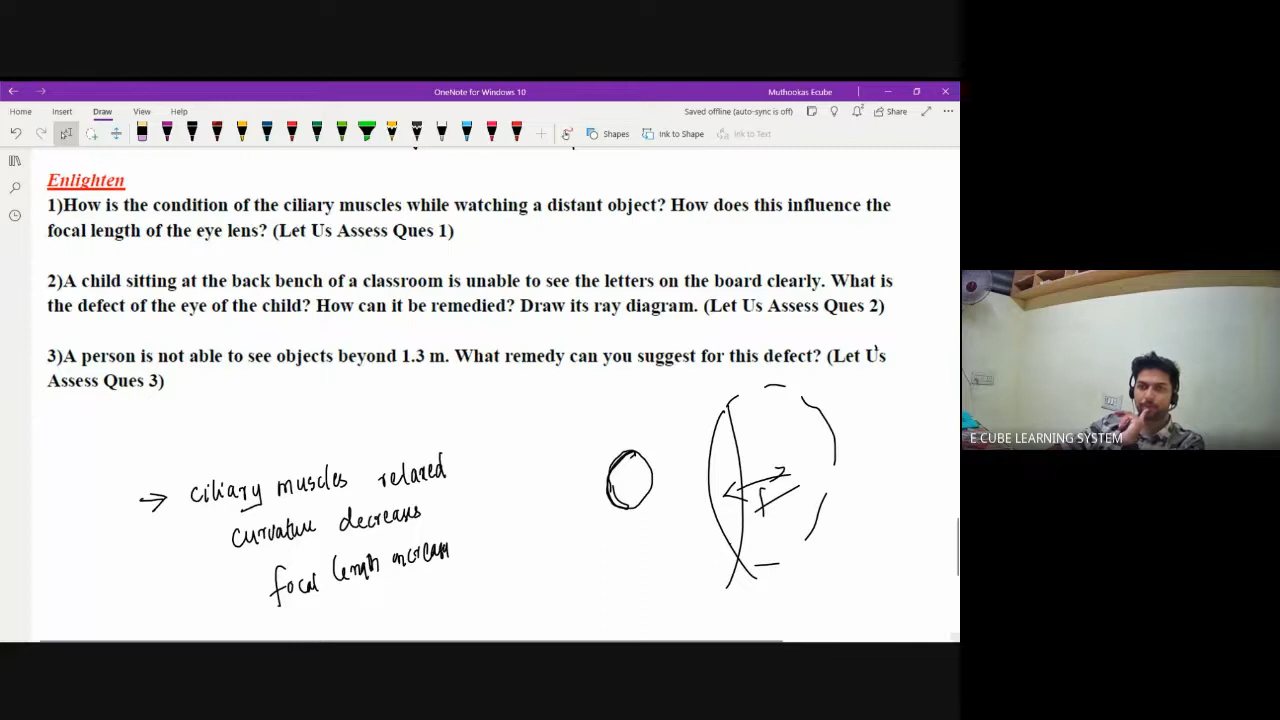 OneNote for Windows 10
Muthookas Ecube
Home Insert Draw View Help
Saved offline (auto-sync is off)
Share
Shapes
Ink to Shape
Ink to Text
Enlighten
1)How is the condition of the ciliary muscles while watching a distant object? How does this influence the
focal length of the eye lens? (Let Us Assess Ques 1)
2)A child sitting at the back bench of a classroom is unable to see the letters on the board clearly. What is
the defect of the eye of the child? How can it be remedied? Draw its ray diagram. (Let Us Assess Ques 2)
3)A person is not able to see objects beyond 1.3 m. What remedy can you suggest for this defect? (Let Us
Assess Ques 3)
→ ciliary muscles relaxed
curvature decreases
focal length increases
f
E CUBE LEARNING SYSTEM